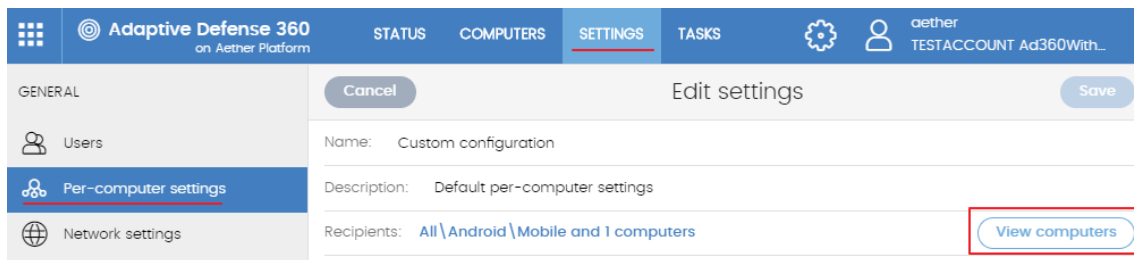 Adaptive Defense 360
on Aether Platform
STATUS
COMPUTERS
SETTINGS
TASKS
aether
TESTACCOUNT Ad360With...
GENERAL
Cancel
Edit settings
Save
Users
Name: Custom configuration
Per-computer settings
Description: Default per-computer settings
Network settings
Recipients: All\Android\Mobile and 1 computers
View computers